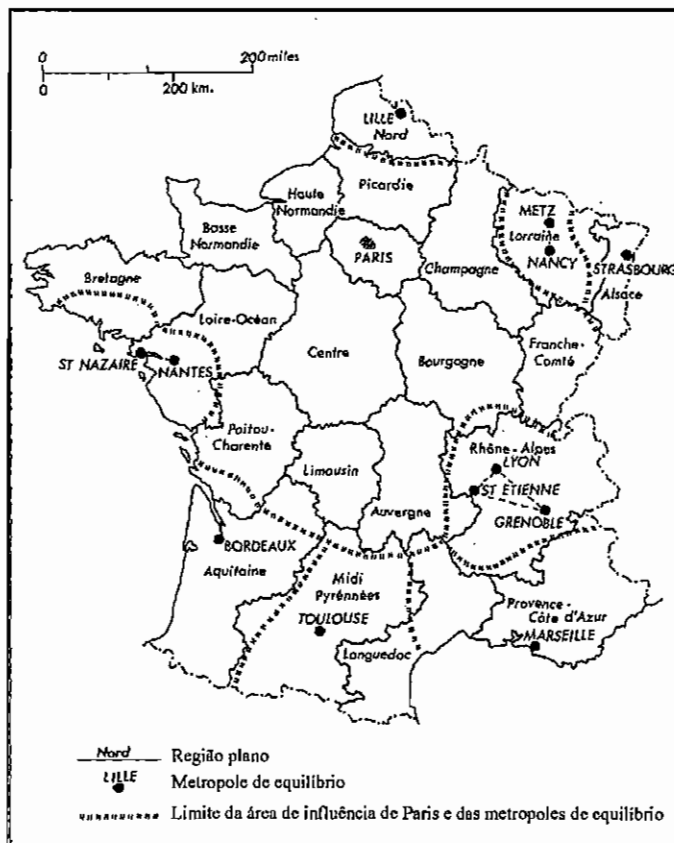 0 200 miles
0 200 km.
LILLE
Nord
Picardie
Haute
Normandie
Basse
Normandie
PARIS
Champagne
METZ
Lorraine
NANCY
STRASBOURG
Alsace
Bretagne
Loire-Océan
Centre
Bourgogne
Franche-
Comté
ST NAZAIRE
NANTES
Poitou-
Charente
Limousin
Auvergne
Rhône-Alpes
LYON
ST ETIENNE
GRENOBLE
BORDEAUX
Aquitaine
Midi
Pyrénnées
TOULOUSE
Languedoc
Provence-
Côte d'Azur
MARSEILLE
Nord Região plano
LILLE Metropole de equilíbrio
Limite da área de influência de Paris e das metropoles de equilíbrio